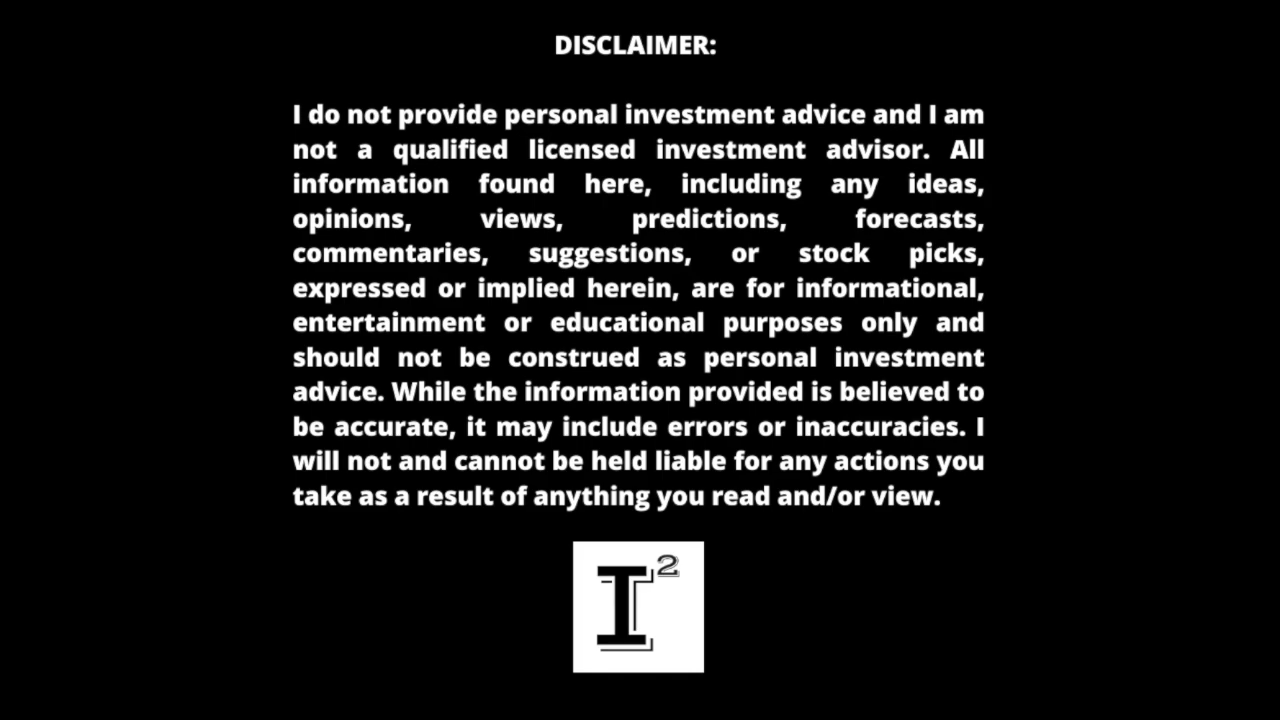 DISCLAIMER:
I do not provide personal investment advice and I am
not a qualified licensed investment advisor. All
information found here, including any ideas,
opinions, views, predictions, forecasts,
commentaries, suggestions, or stock picks,
expressed or implied herein, are for informational,
entertainment or educational purposes only and
should not be construed as personal investment
advice. While the information provided is believed to
be accurate, it may include errors or inaccuracies. I
will not and cannot be held liable for any actions you
take as a result of anything you read and/or view.
I²